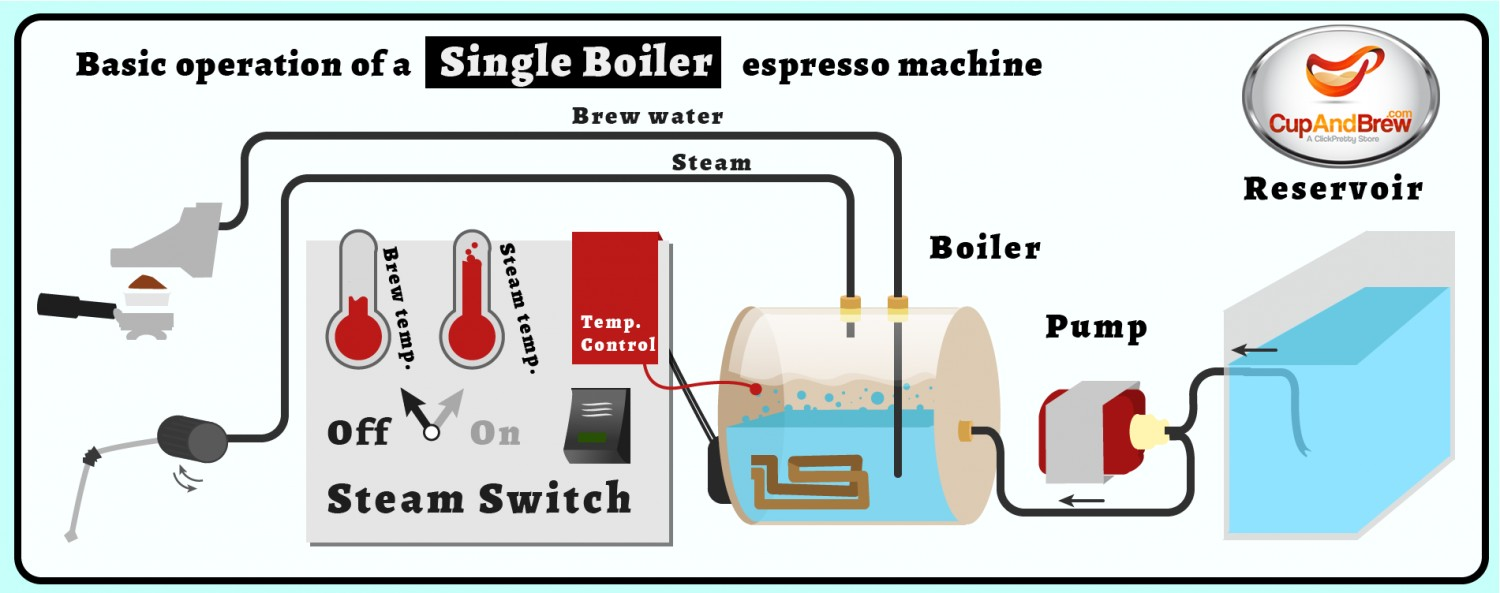 Basic operation of a Single Boiler espresso machine
Brew water
Steam
.com
CupAndBrew
A ClickPretty Store
Reservoir
Boiler
Pump
Brew temp.
Steam temp.
Temp.
Control
Off On
Steam Switch